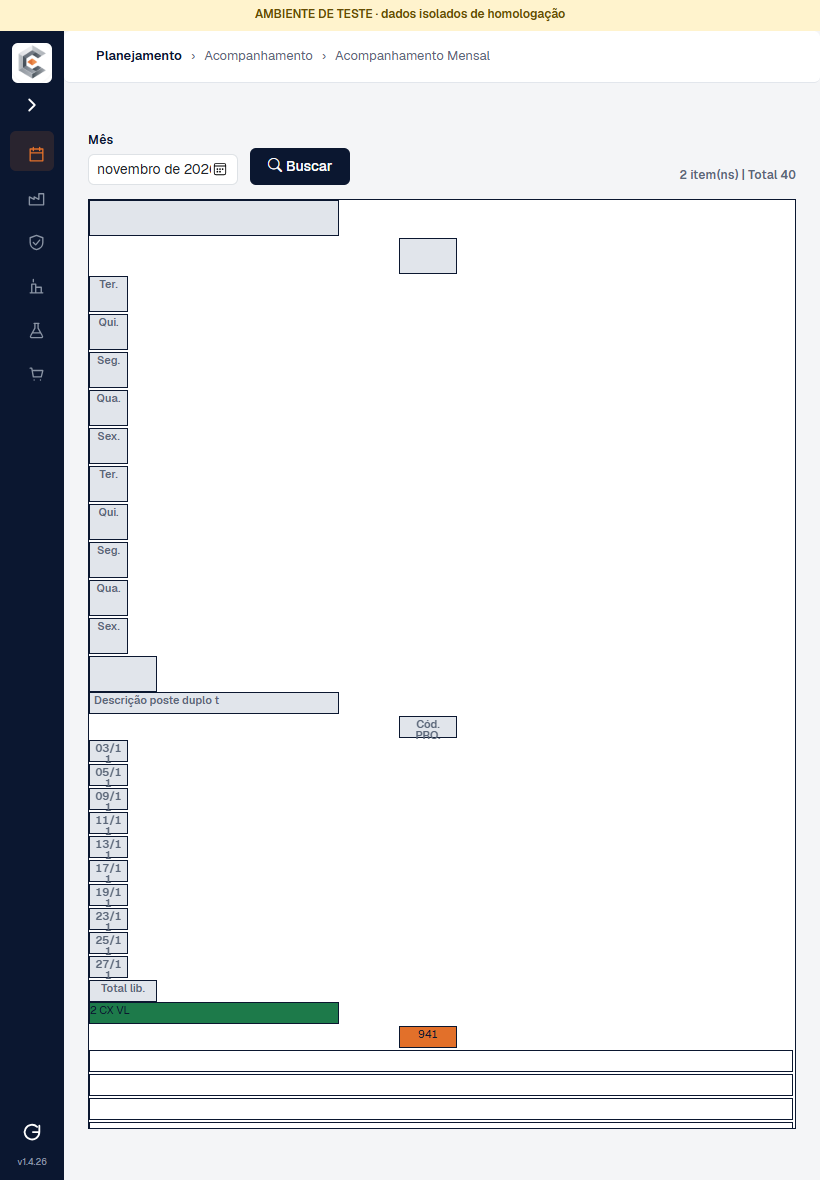 AMBIENTE DE TESTE · dados isolados de homologação
Planejamento › Acompanhamento › Acompanhamento Mensal
Mês
novembro de 202
Buscar
2 item(ns) | Total 40
Ter.
Qui.
Seg.
Qua.
Sex.
Ter.
Qui.
Seg.
Qua.
Sex.
Descrição poste duplo t
Cód.
PRO.
03/1
1
05/1
1
09/1
1
11/1
1
13/1
1
17/1
1
19/1
1
23/1
1
25/1
1
27/1
1
Total lib.
2 CX VL
941
v1.4.26